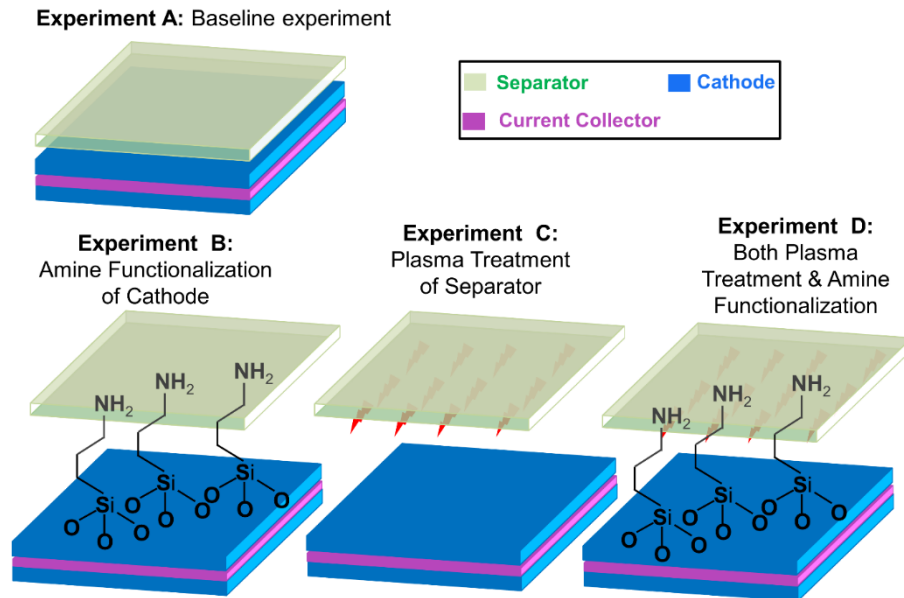 Experiment A: Baseline experiment
Separator
Cathode
Current Collector
Experiment B:
Amine Functionalization
of Cathode
Experiment C:
Plasma Treatment
of Separator
Experiment D:
Both Plasma
Treatment & Amine
Functionalization
NH₂
NH₂
NH₂
Si
O
O
O
Si
O
O
O
Si
O
O
O
NH₂
NH₂
NH₂
Si
O
O
O
Si
O
O
O
Si
O
O
O